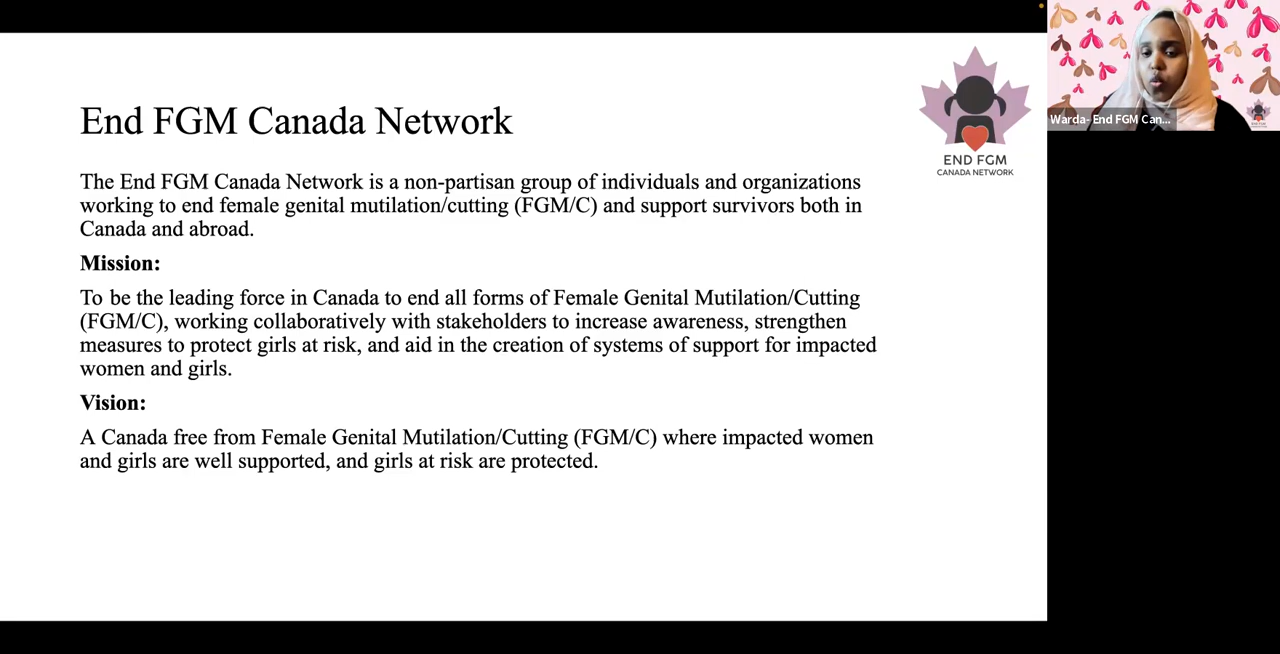 End FGM Canada Network
The End FGM Canada Network is a non-partisan group of individuals and organizations
working to end female genital mutilation/cutting (FGM/C) and support survivors both in
Canada and abroad.
Mission:
To be the leading force in Canada to end all forms of Female Genital Mutilation/Cutting
(FGM/C), working collaboratively with stakeholders to increase awareness, strengthen
measures to protect girls at risk, and aid in the creation of systems of support for impacted
women and girls.
Vision:
A Canada free from Female Genital Mutilation/Cutting (FGM/C) where impacted women
and girls are well supported, and girls at risk are protected.
END FGM
CANADA NETWORK
Warda- End FGM Can...